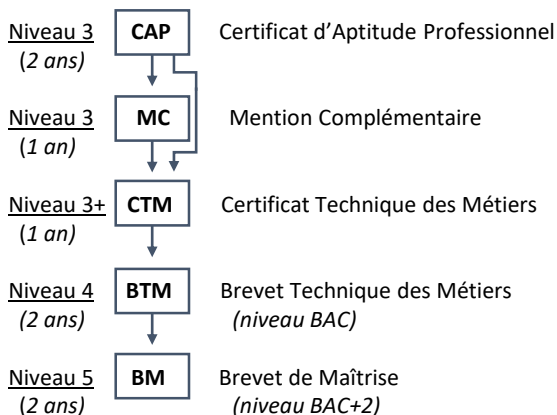 Niveau 3 CAP Certificat d’Aptitude Professionnel
(2 ans)
Niveau 3 MC Mention Complémentaire
(1 an)
Niveau 3+ CTM Certificat Technique des Métiers
(1 an)
Niveau 4 BTM Brevet Technique des Métiers
(2 ans) (niveau BAC)
Niveau 5 BM Brevet de Maîtrise
(2 ans) (niveau BAC+2)